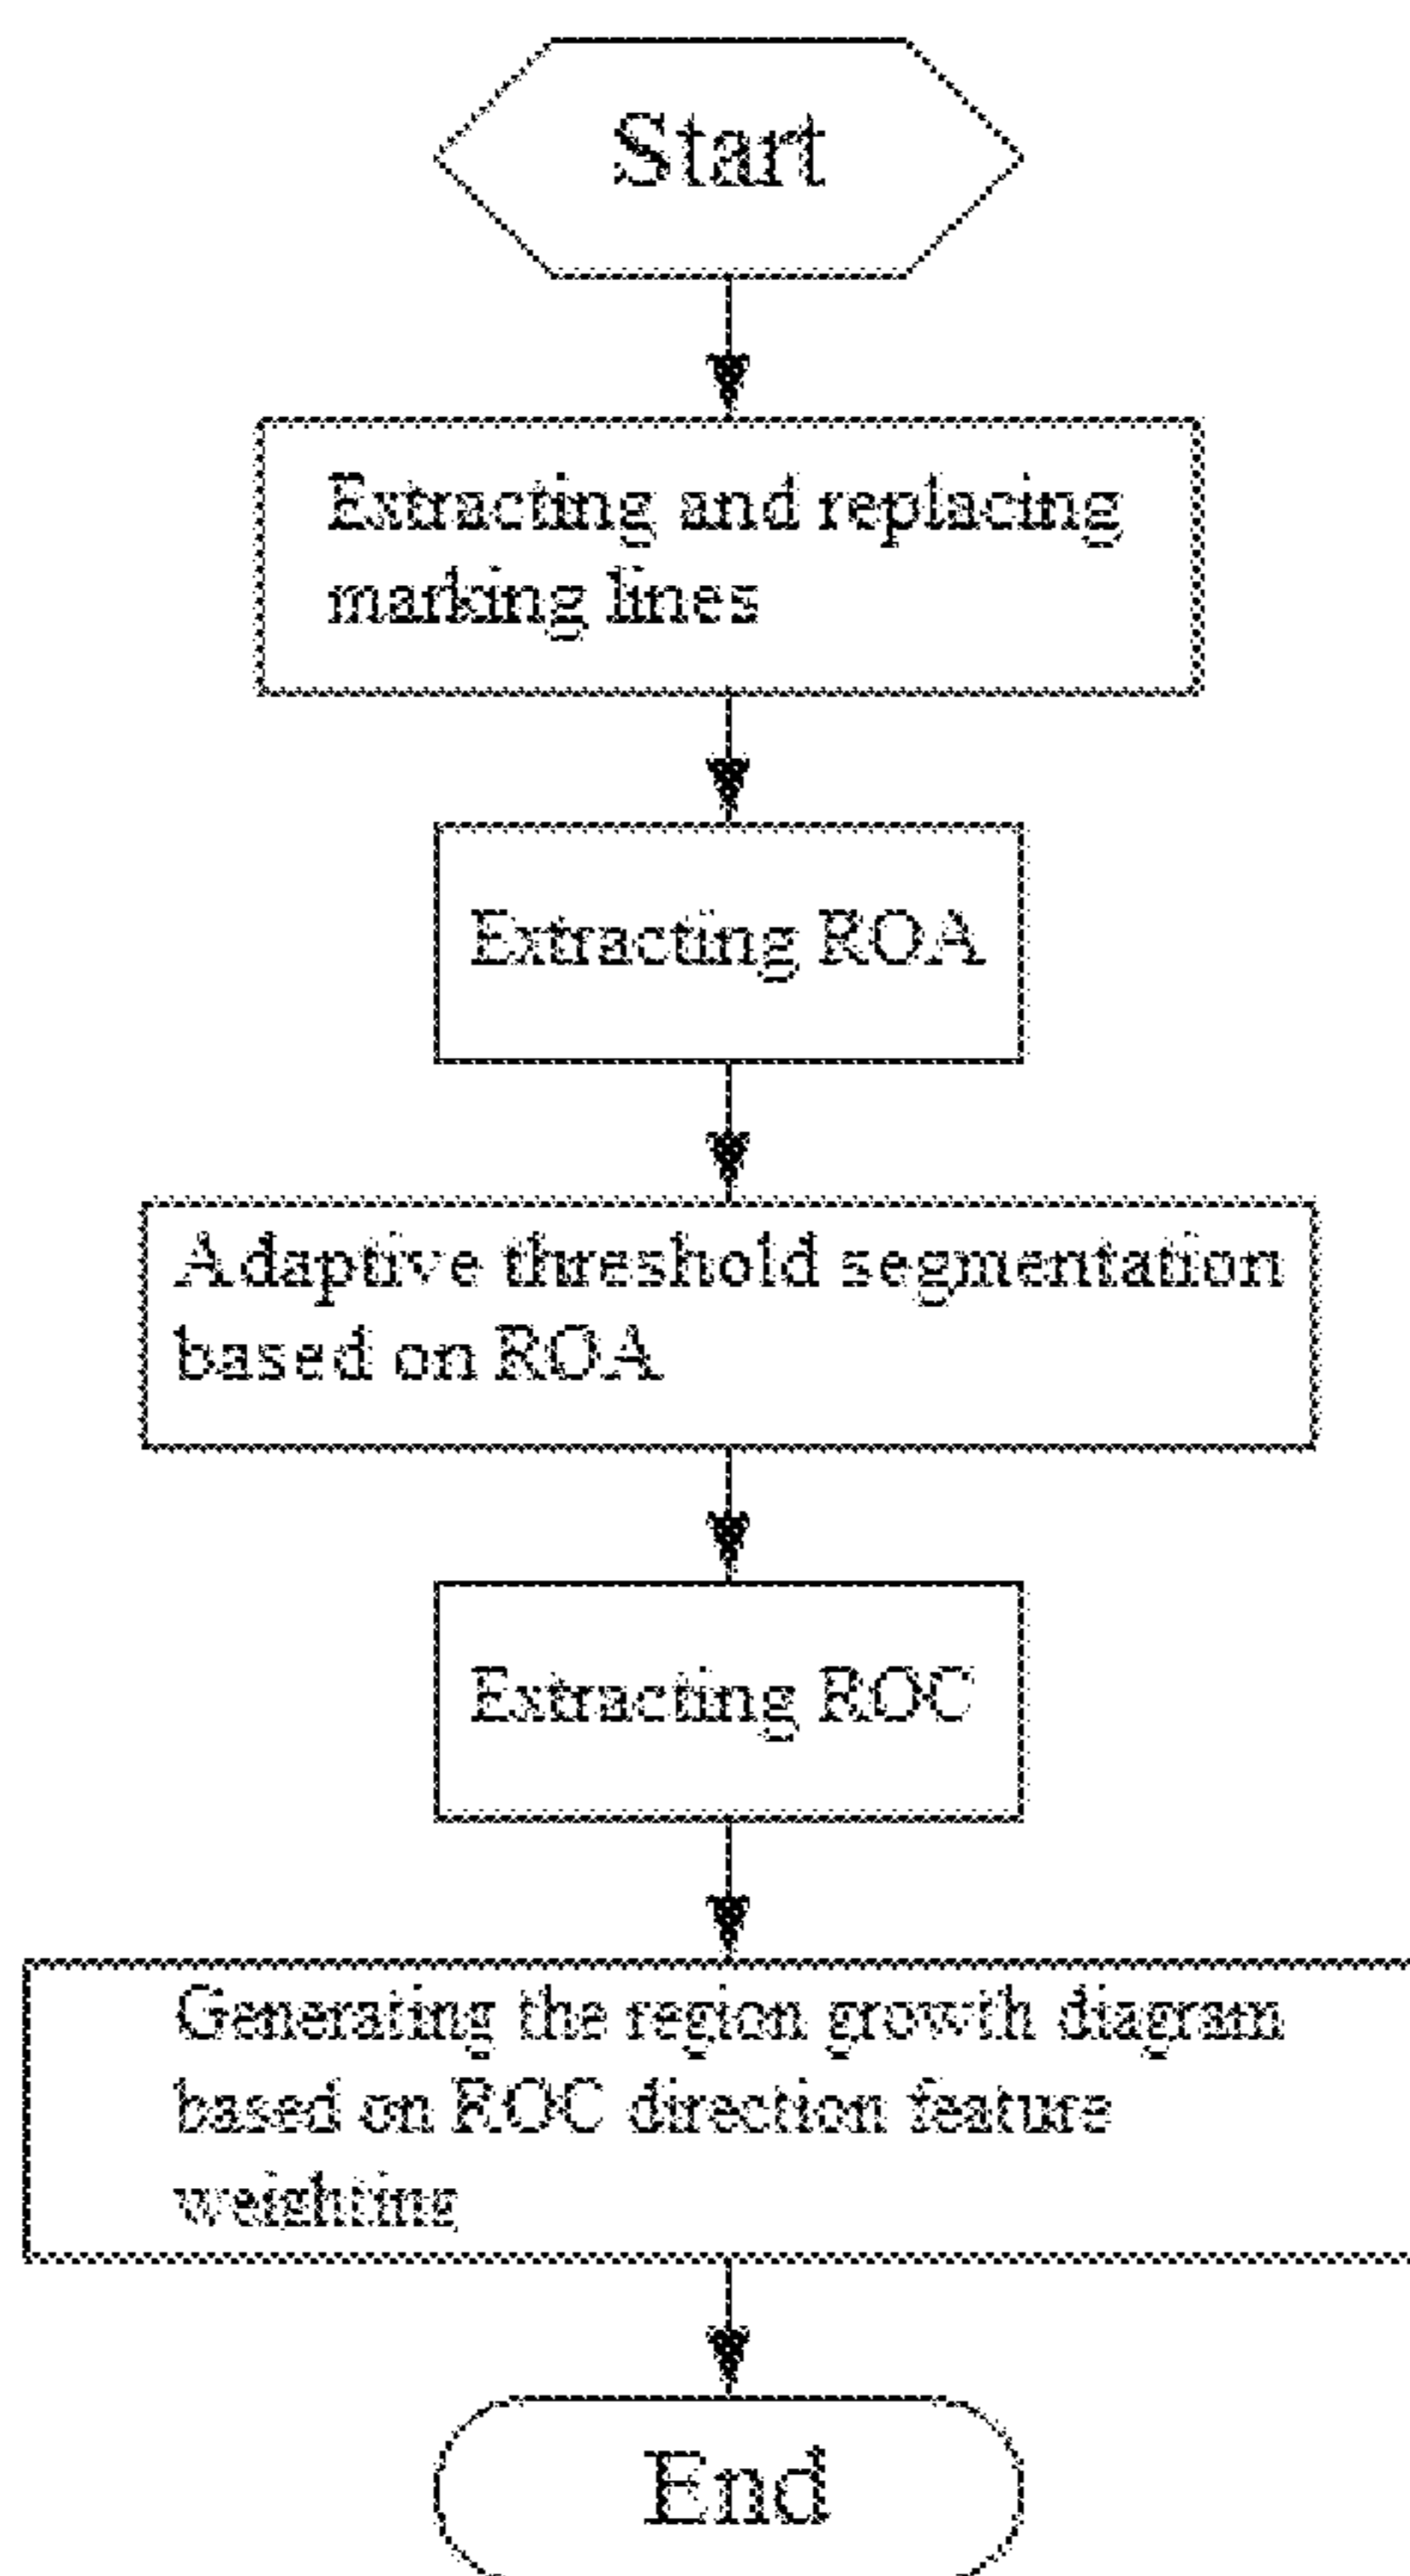 Start
Extracting and replacing
marking lines
Extracting ROA
Adaptive threshold segmentation
based on ROA
Extracting ROC
Generating the region growth diagram
based on ROC direction feature
weighting
End